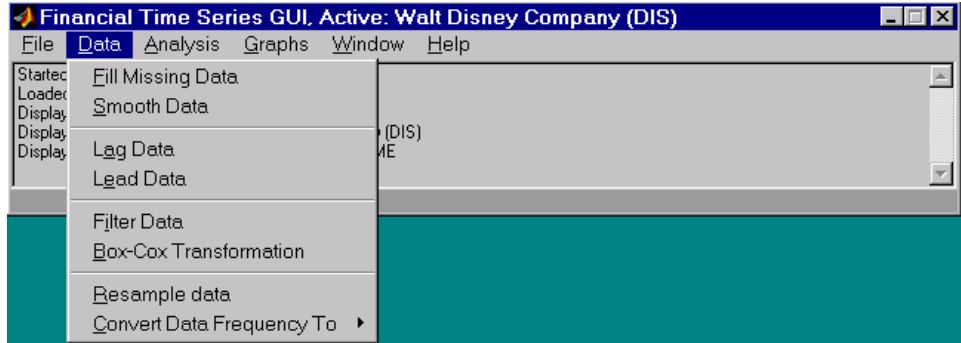 Financial Time Series GUI, Active: Walt Disney Company (DIS)
File Data Analysis Graphs Window Help
Fill Missing Data
Smooth Data
(DIS)
Lag Data
Lead Data
Filter Data
Box-Cox Transformation
Resample data
Convert Data Frequency To